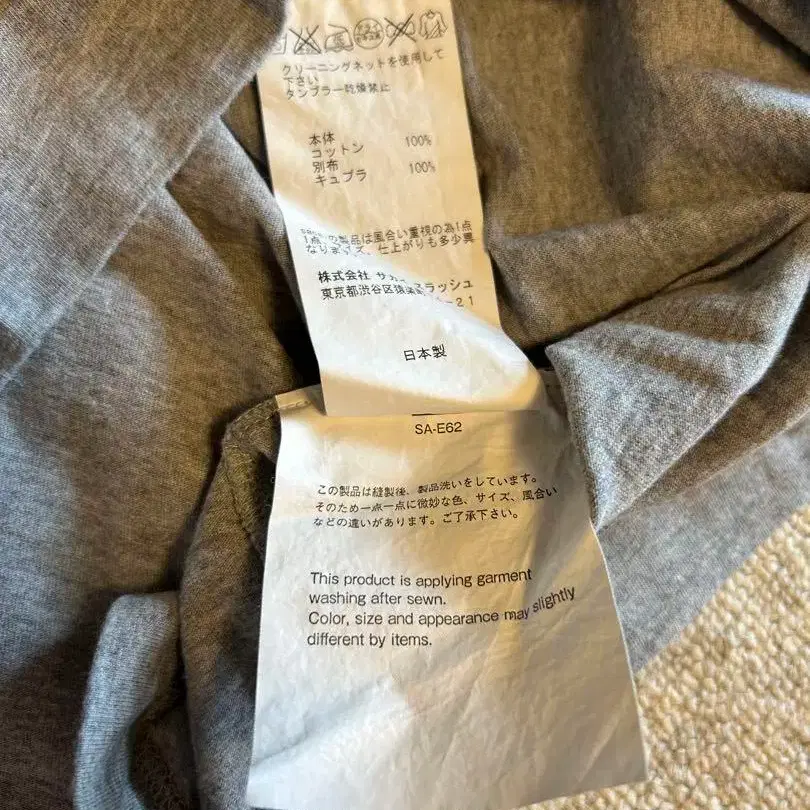 クリーニングネットを使用して
下さい
タンブラー乾燥禁止
本体
コットン 100%
別布
キュプラ 100%
の製品は風合い重視の為1点
1点
なります。仕上がりも多少異
株式会社
東京都渋谷区猿 ラッシュ
-21
日本製
SA-E62
この製品は縫製後、製品洗いをしています。
そのため一点一点に微妙な色、サイズ、風合い
などの違いがあります。ご了承下さい。
This product is applying garment
washing after sewn.
Color, size and appearance may slightly
different by items.